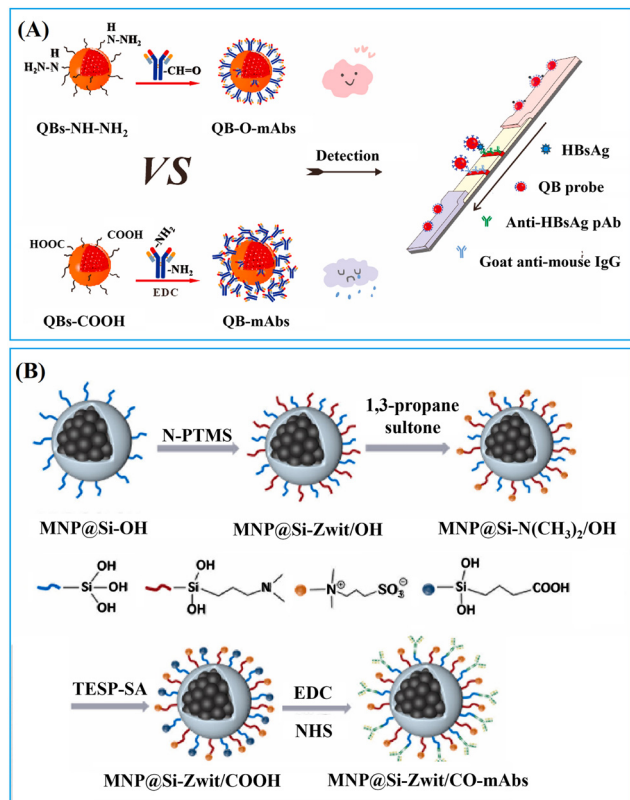 (A)
H
N-NH₂
H
H₂N-N
-CH=O
QBs-NH-NH₂
QB-O-mAbs
VS
Detection
HBsAg
QB probe
Anti-HBsAg pAb
Goat anti-mouse IgG
HOOC
COOH
-NH₂
-NH₂
EDC
QBs-COOH
QB-mAbs
(B)
N-PTMS
1,3-propane
sultone
MNP@Si-OH
MNP@Si-Zwit/OH
MNP@Si-N(CH₃)₂/OH
OH
Si
OH
OH
OH
Si
OH
N
N⊕
SO₃⊖
OH
Si
OH
COOH
TESP-SA
EDC
NHS
MNP@Si-Zwit/COOH
MNP@Si-Zwit/CO-mAbs